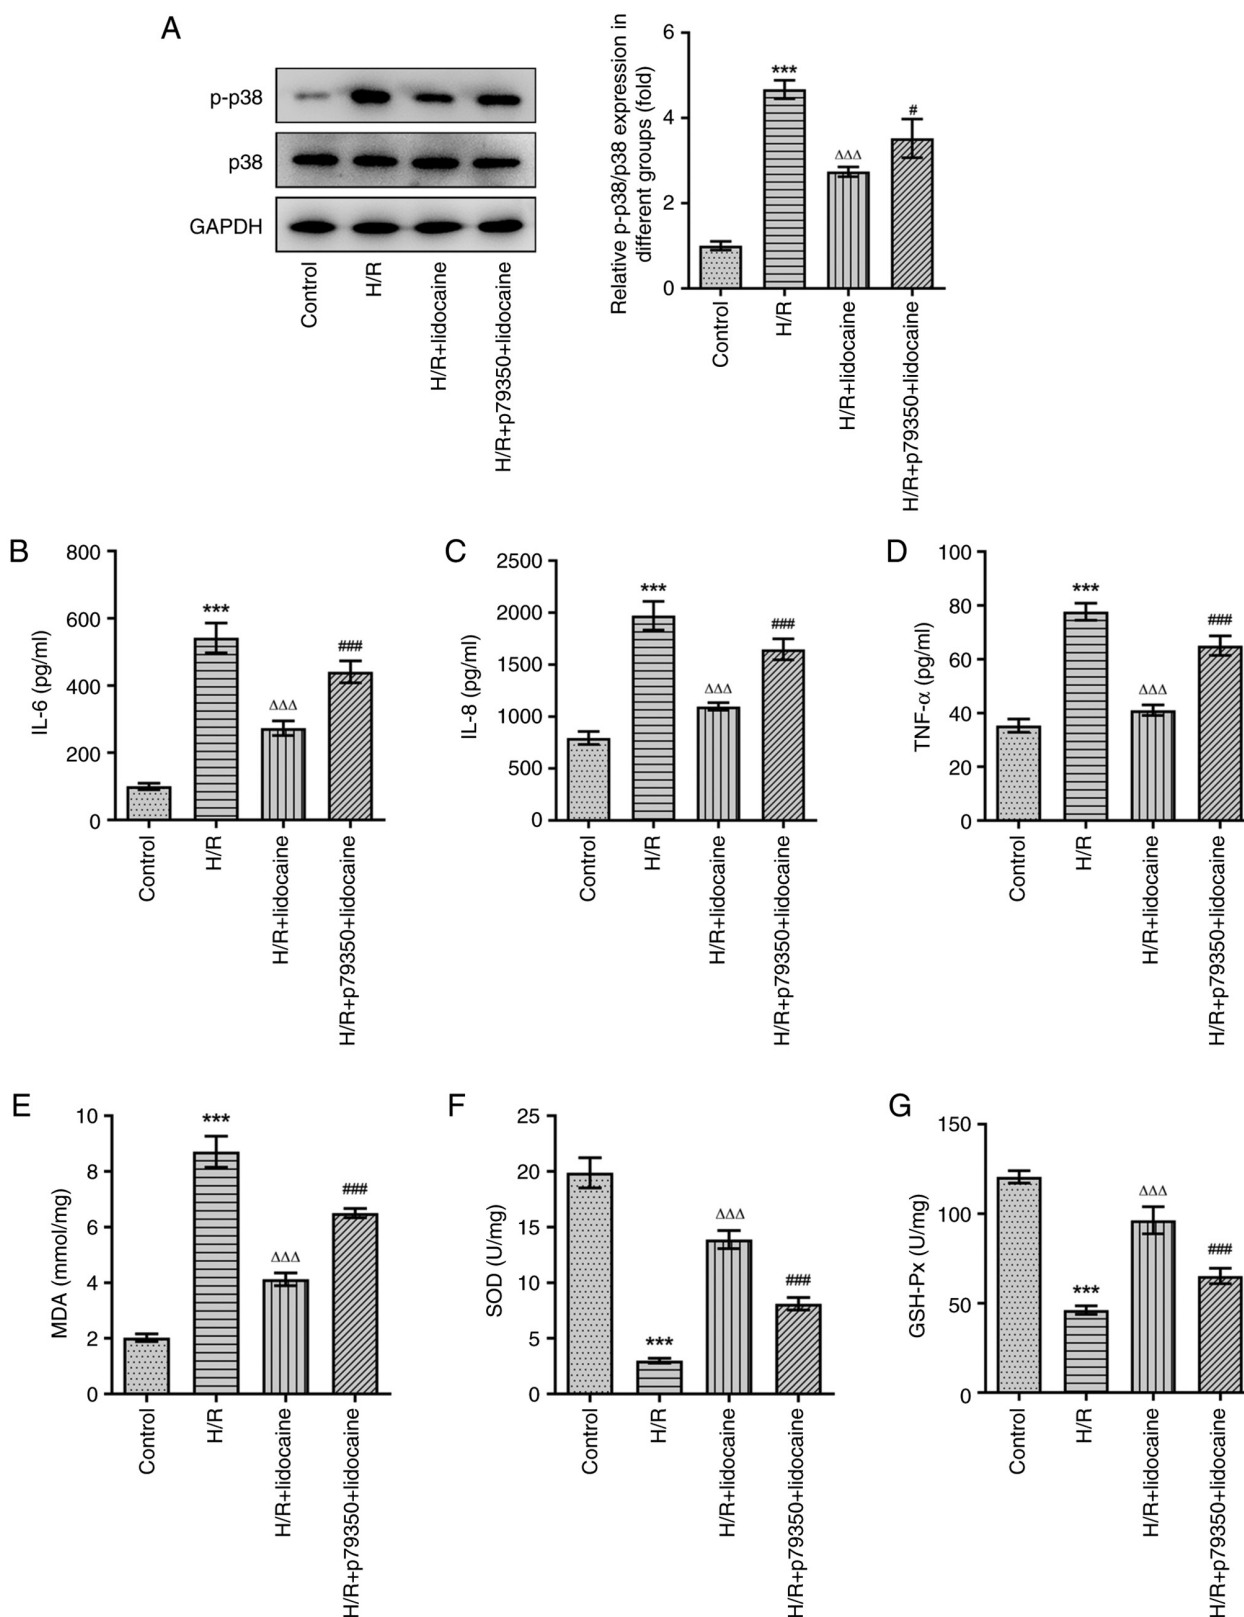 A
p-p38
p38
GAPDH
Control
H/R
H/R+lidocaine
H/R+p79350+lidocaine
Relative p-p38/p38 expression in
different groups (fold)
6
4
2
0
***
ΔΔΔ
#
Control
H/R
H/R+lidocaine
H/R+p79350+lidocaine
B
IL-6 (pg/ml)
800
600
400
200
0
***
ΔΔΔ
###
Control
H/R
H/R+lidocaine
H/R+p79350+lidocaine
C
IL-8 (pg/ml)
2500
2000
1500
1000
500
0
***
ΔΔΔ
###
Control
H/R
H/R+lidocaine
H/R+p79350+lidocaine
D
TNF-α (pg/ml)
100
80
60
40
20
0
***
ΔΔΔ
###
Control
H/R
H/R+lidocaine
H/R+p79350+lidocaine
E
MDA (mmol/mg)
10
8
6
4
2
0
***
ΔΔΔ
###
Control
H/R
H/R+lidocaine
H/R+p79350+lidocaine
F
SOD (U/mg)
25
20
15
10
5
0
***
ΔΔΔ
###
Control
H/R
H/R+lidocaine
H/R+p79350+lidocaine
G
GSH-Px (U/mg)
150
100
50
0
***
ΔΔΔ
###
Control
H/R
H/R+lidocaine
H/R+p79350+lidocaine